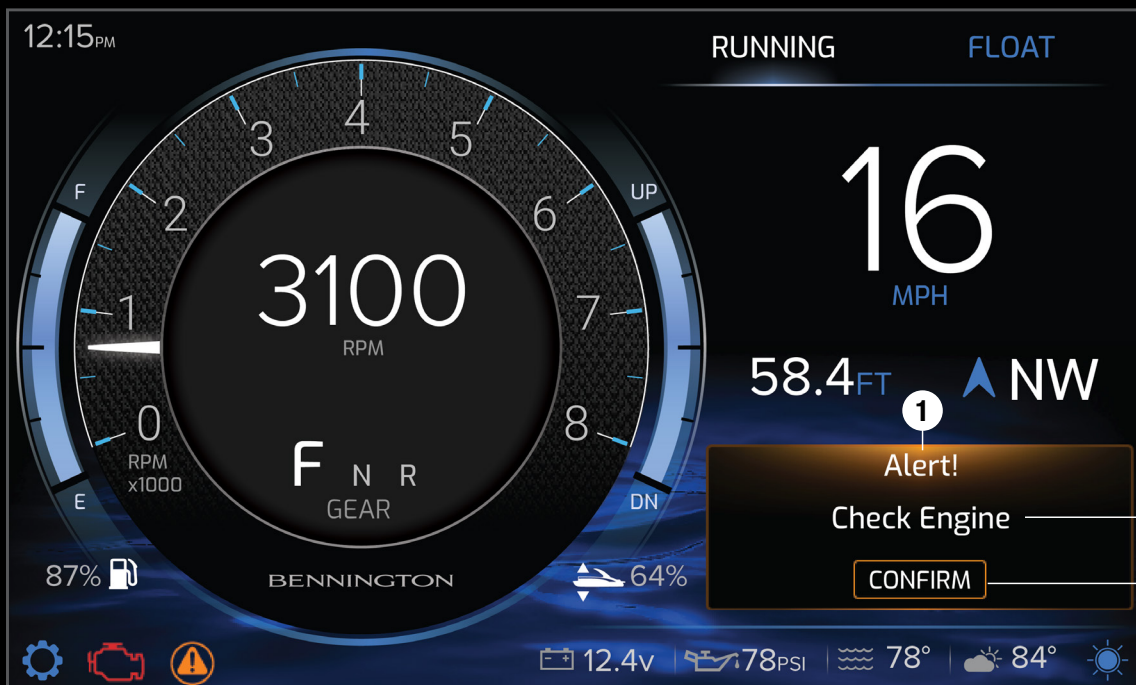 12:15PM
RUNNING
FLOAT
0
1
2
3
4
5
6
7
8
RPM
x1000
F
E
UP
DN
3100
RPM
F N R
GEAR
BENNINGTON
87%
64%
16
MPH
58.4FT
NW
1
Alert!
Check Engine
CONFIRM
12.4v
78PSI
78°
84°